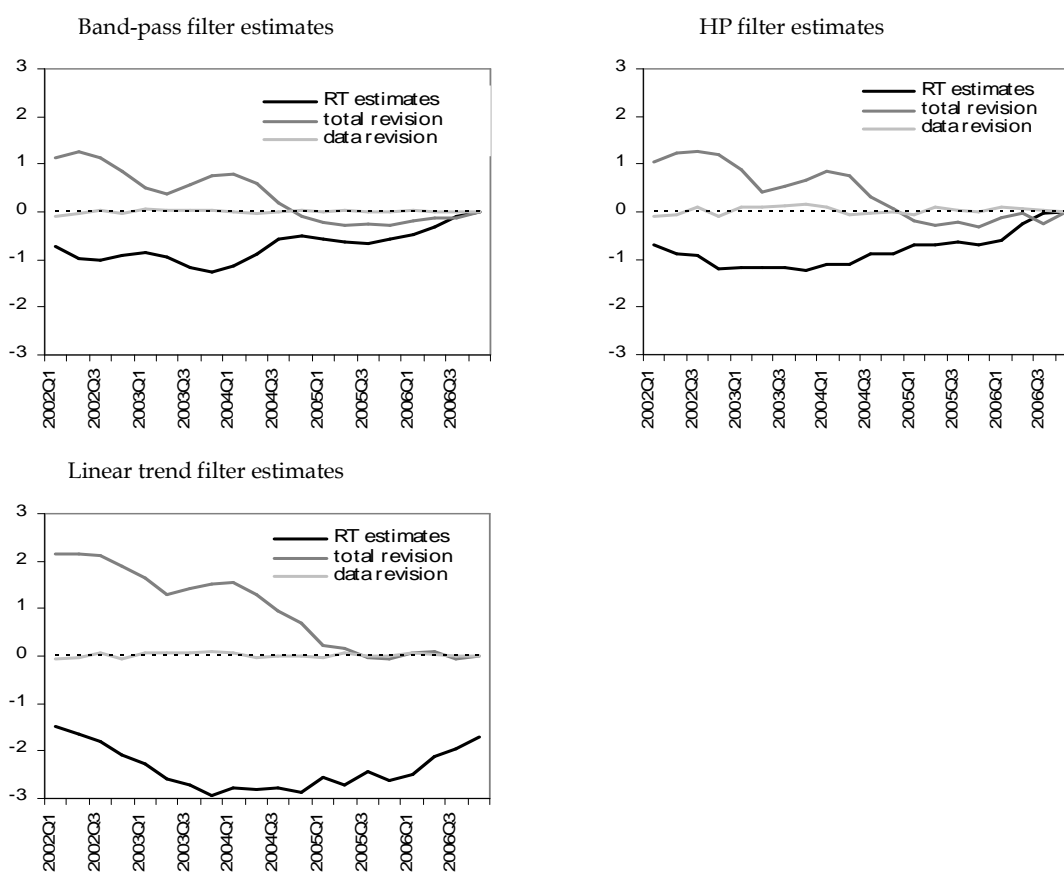 Band-pass filter estimates
3
2
1
0
-1
-2
-3
RT estimates
total revision
data revision
2002Q1
2002Q3
2003Q1
2003Q3
2004Q1
2004Q3
2005Q1
2005Q3
2006Q1
2006Q3
HP filter estimates
3
2
1
0
-1
-2
-3
RT estimates
total revision
data revision
2002Q1
2002Q3
2003Q1
2003Q3
2004Q1
2004Q3
2005Q1
2005Q3
2006Q1
2006Q3
Linear trend filter estimates
3
2
1
0
-1
-2
-3
RT estimates
total revision
data revision
2002Q1
2002Q3
2003Q1
2003Q3
2004Q1
2004Q3
2005Q1
2005Q3
2006Q1
2006Q3